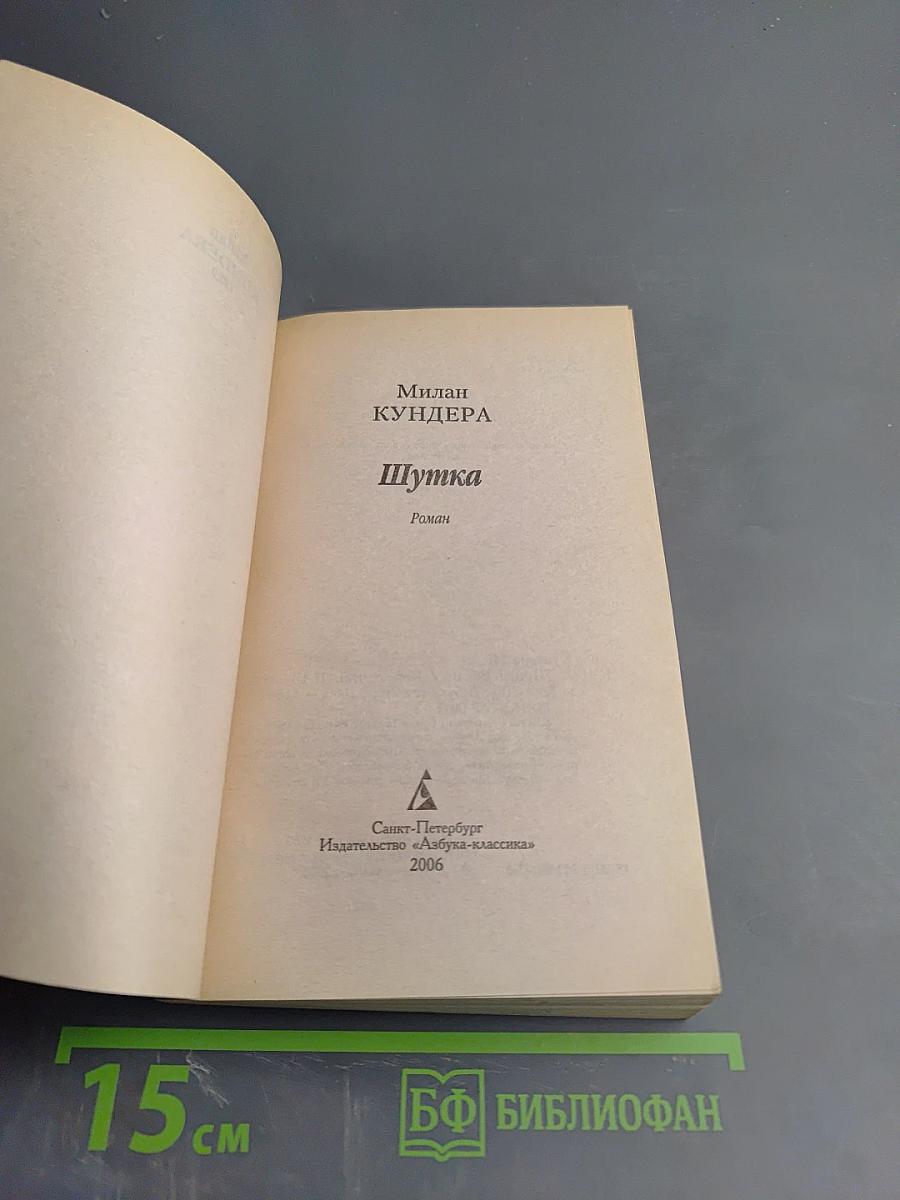 Милан
КУНДЕРА
Шутка
Роман
Санкт-Петербург
Издательство «Азбука-классика»
2006
15 см
БФ БИБЛИОФАН